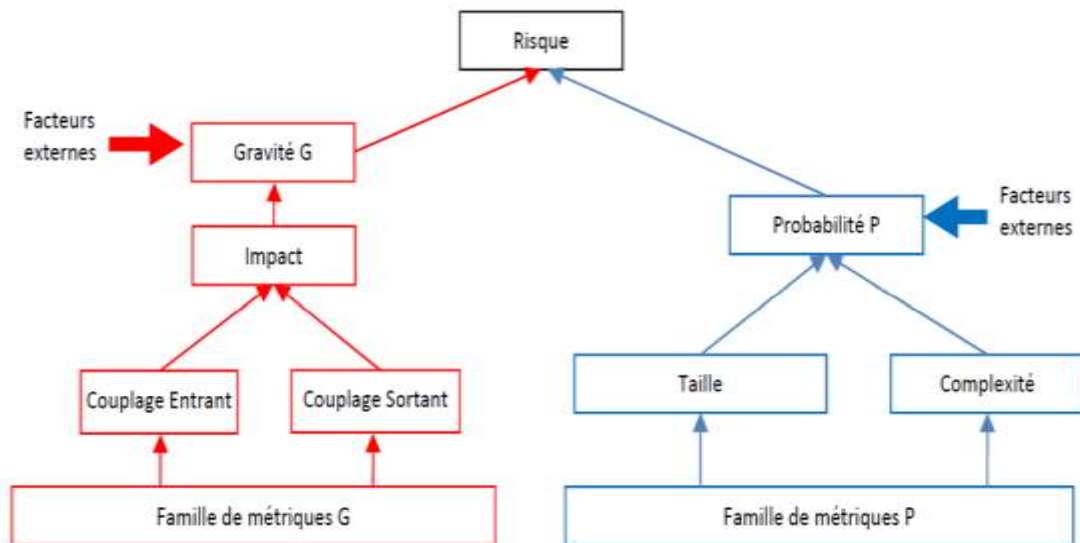 Risque
Facteurs
externes
Gravité G
Facteurs
externes
Probabilité P
Impact
Couplage Entrant
Couplage Sortant
Taille
Complexité
Famille de métriques G
Famille de métriques P